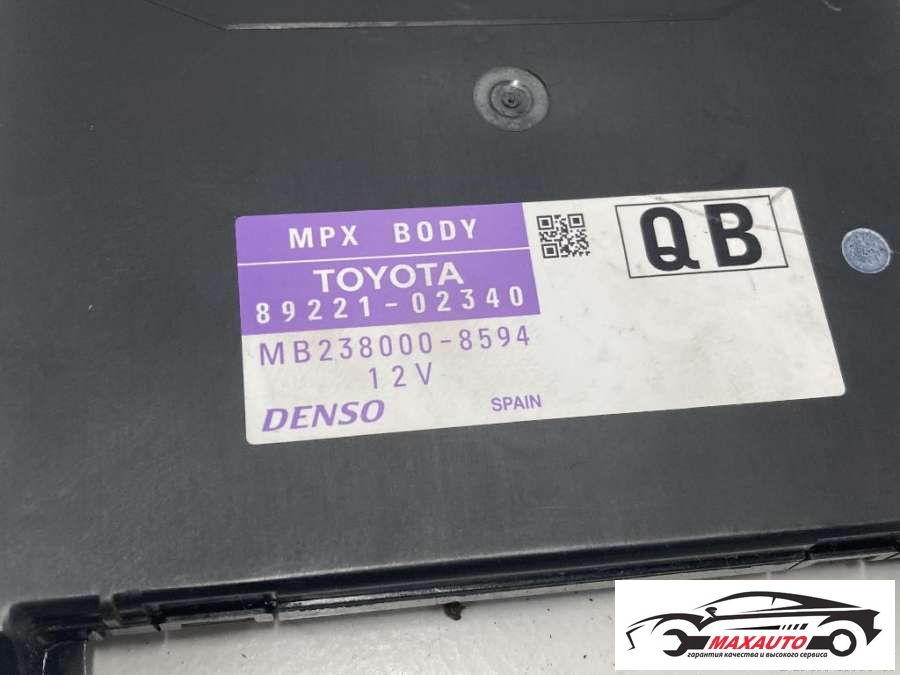 MPX BODY
QB
TOYOTA
89221-02340
MB238000-8594
12V
DENSO
SPAIN
MAXAUTO
гарантия качества и высокого сервиса